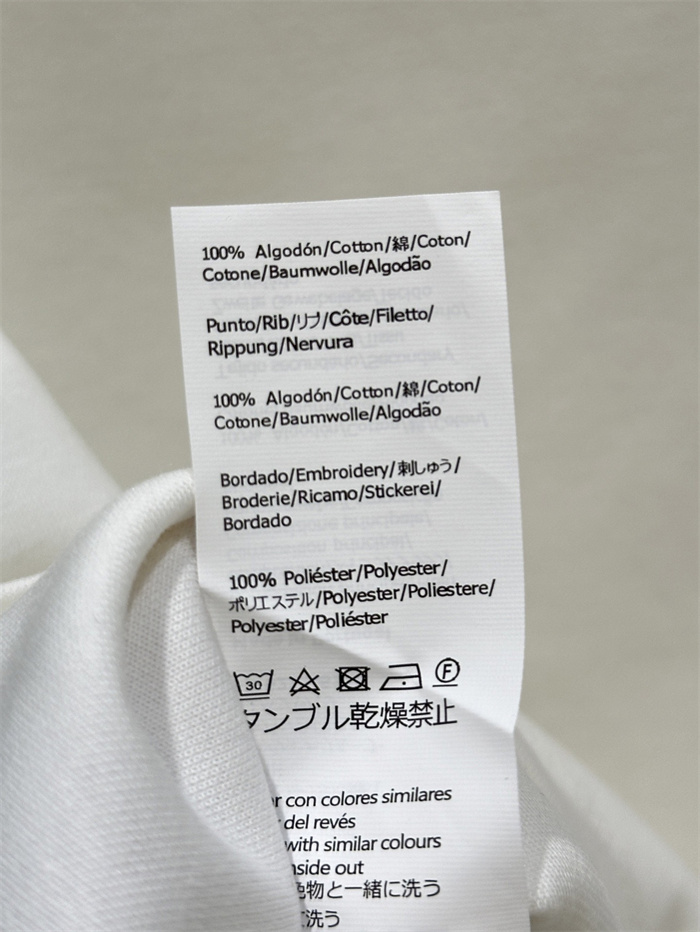 100% Algodón/Cotton/綿/Coton/
Cotone/Baumwolle/Algodão
Punto/Rib/リブ/Côte/Filetto/
Rippung/Nervura
100% Algodón/Cotton/綿/Coton/
Cotone/Baumwolle/Algodão
Bordado/Embroidery/刺しゅう/
Broderie/Ricamo/Stickerei/
Bordado
100% Poliéster/Polyester/
ポリエステル/Polyester/Poliestere/
Polyester/Poliéster
30 F
タンブル乾燥禁止
con colores similares
del revés
with similar colours
inside out
色物と一緒に洗う
洗う